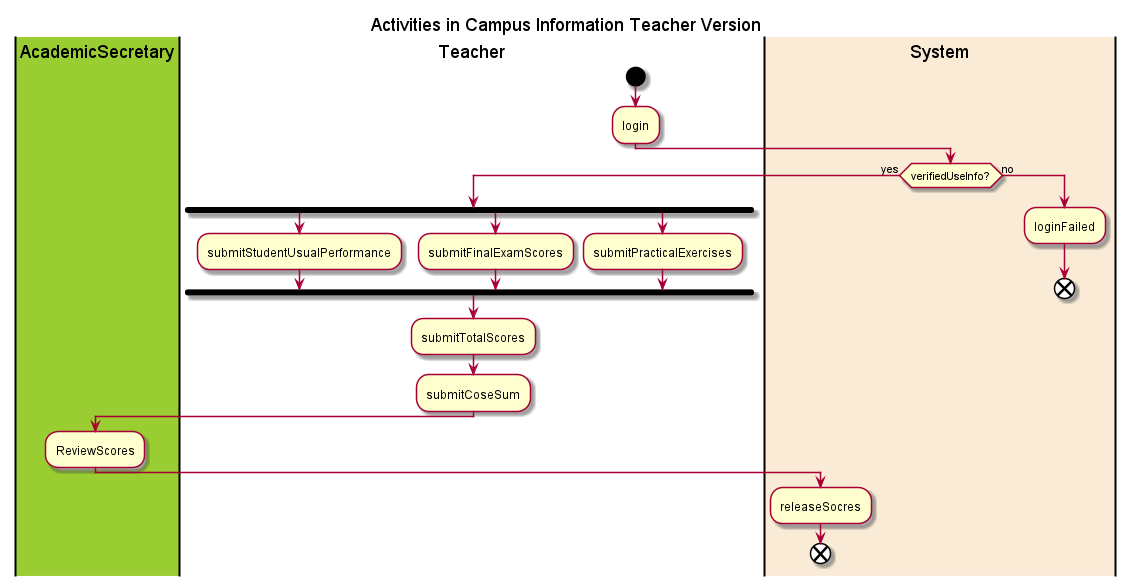 Activities in Campus Information Teacher Version
AcademicSecretary
Teacher
System
login
yes
verifiedUseInfo?
no
loginFailed
submitStudentUsualPerformance
submitFinalExamScores
submitPracticalExercises
submitTotalScores
submitCoseSum
ReviewScores
releaseSocres